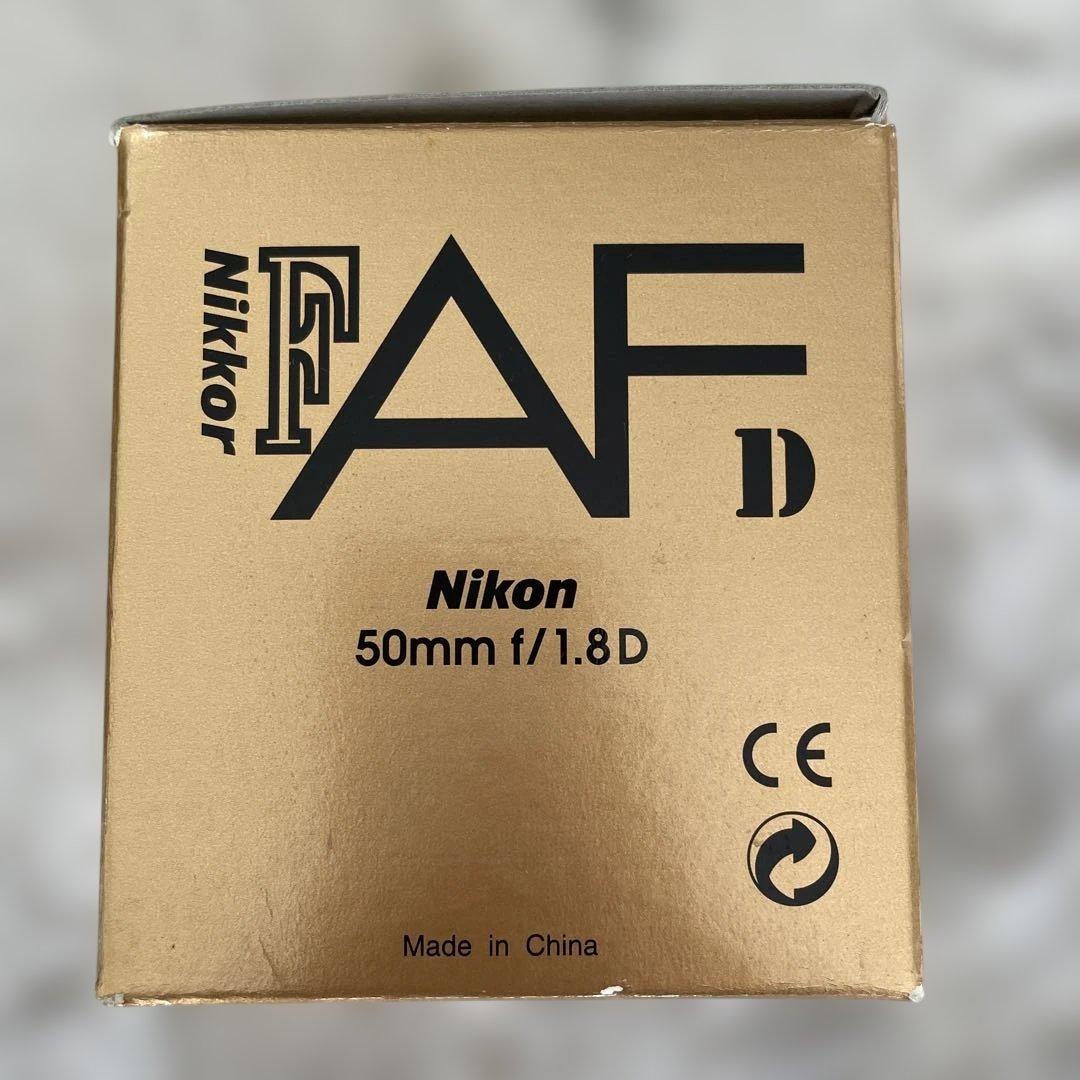 Nikkor
F AF
D
Nikon
50mm f/1.8D
CE
Made in China